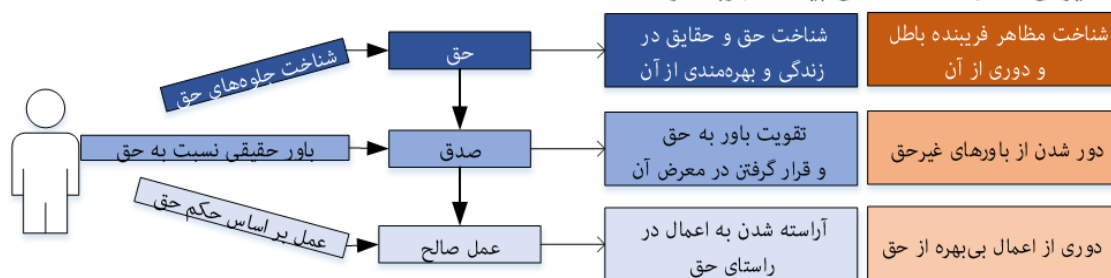 شناخت جلوه‌های حق
حق
شناخت حق و حقایق در
زندگی و بهره‌مندی از آن
شناخت مظاهر فریبنده باطل
و دوری از آن
باور حقیقی نسبت به حق
صدق
تقویت باور به حق
و قرار گرفتن در معرض آن
دور شدن از باورهای غیرحق
عمل بر اساس حکم حق
عمل صالح
آراسته شدن به اعمال در
راستای حق
دوری از اعمال بی‌بهره از حق